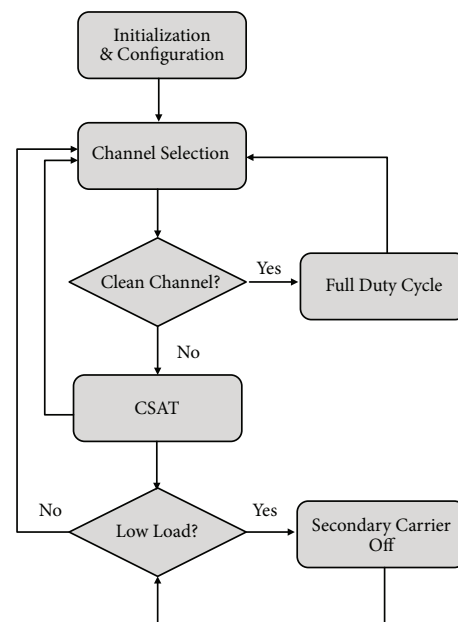 Initialization
& Configuration
Channel Selection
Clean Channel?
Yes
Full Duty Cycle
No
CSAT
No
Low Load?
Yes
Secondary Carrier
Off